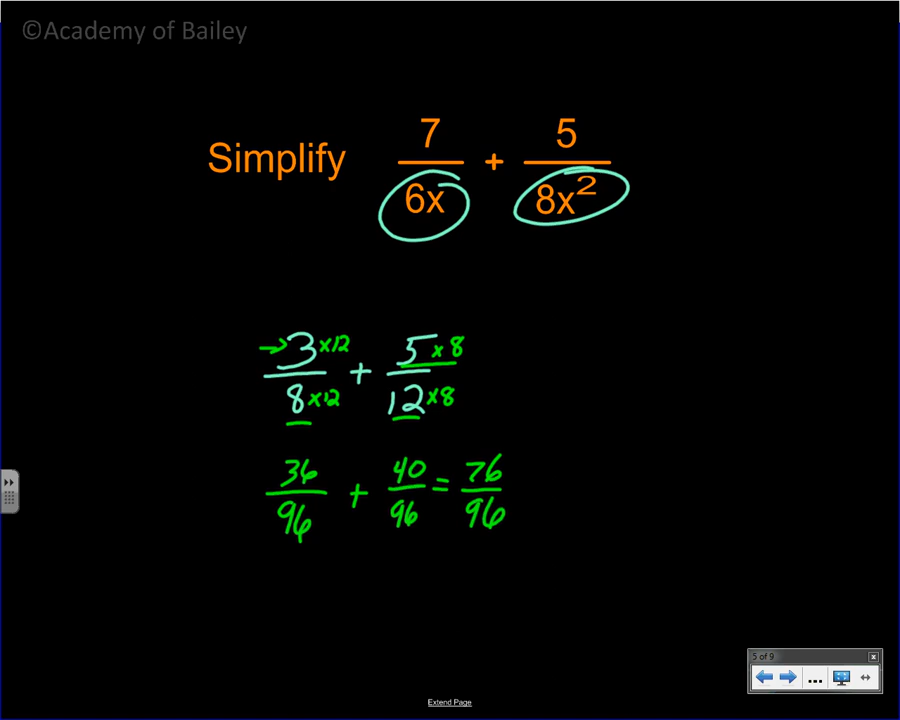 ©Academy of Bailey
Simplify 7/6x + 5/8x²
→ 3 ×12 / 8 ×12 + 5 ×8 / 12 ×8
36/96 + 40/96 = 76/96
5 of 9
...
Extend Page